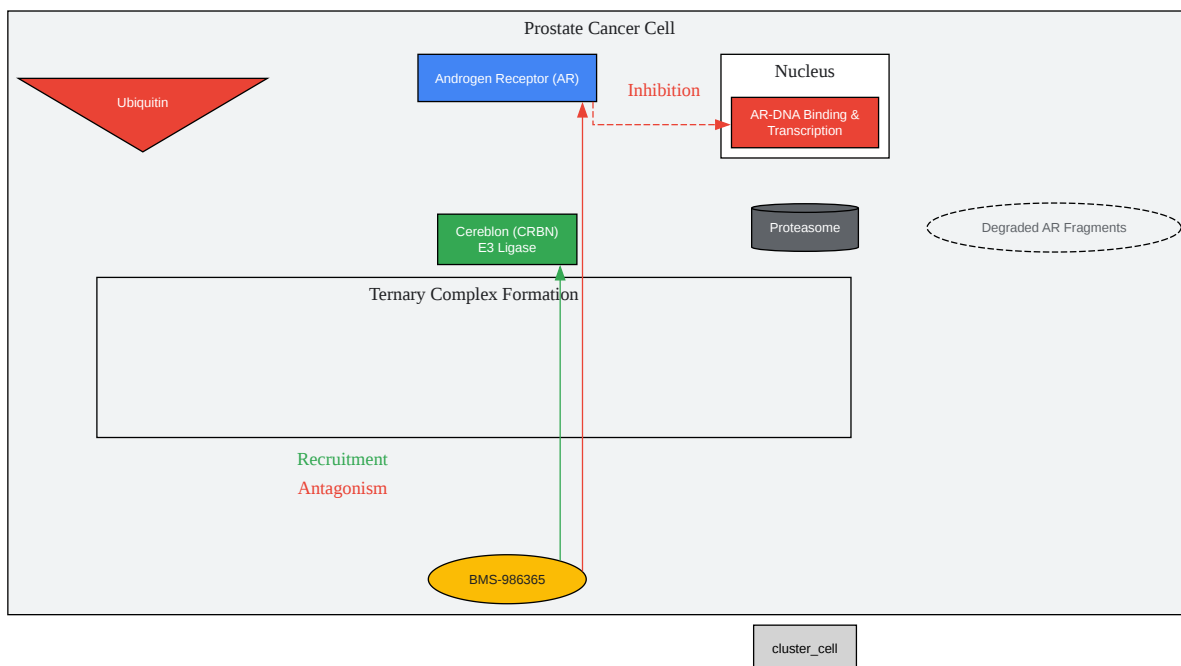 Prostate Cancer Cell
Ubiquitin
Androgen Receptor (AR)
Inhibition
Nucleus
AR-DNA Binding &
Transcription
Cereblon (CRBN)
E3 Ligase
Proteasome
Degraded AR Fragments
Ternary Complex Formation
Recruitment
Antagonism
BMS-986365
cluster_cell